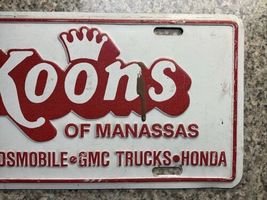 Koons
OF MANASSAS
DSMOBILE•GMC TRUCKS•HONDA